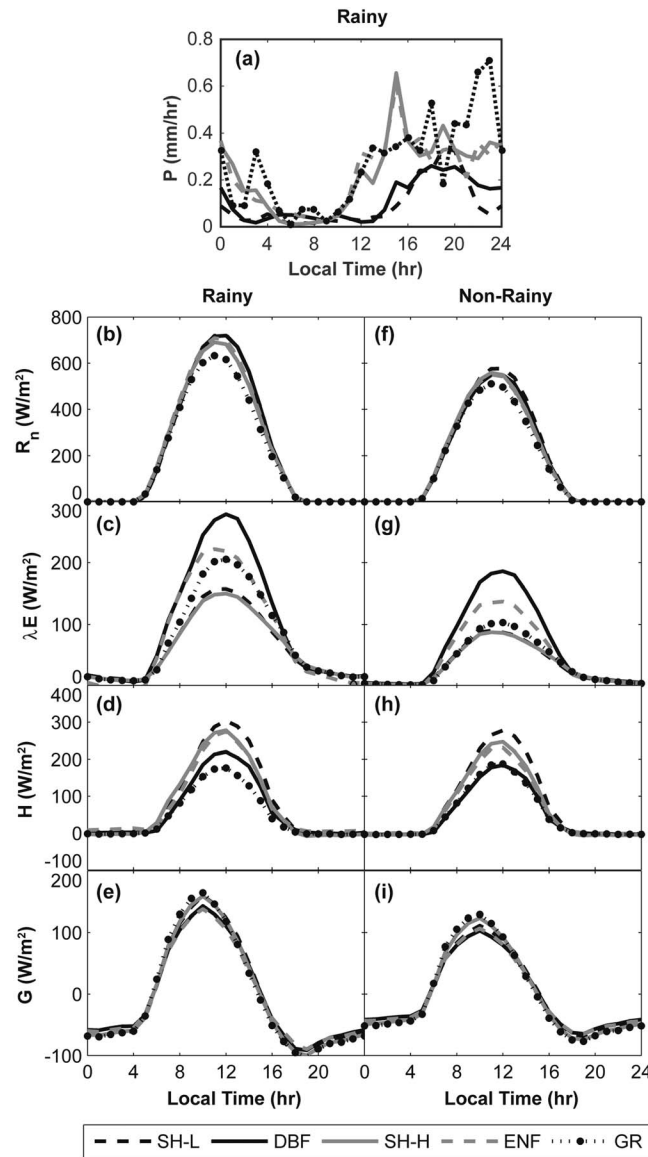 Rainy
(a)
P (mm/hr)
0.8
0.6
0.4
0.2
0
0 4 8 12 16 20 24
Local Time (hr)
Rainy Non-Rainy
(b) (f)
R_n (W/m²)
800
600
400
200
0
(c) (g)
λE (W/m²)
300
200
100
0
(d) (h)
H (W/m²)
400
300
200
100
0
-100
(e) (i)
G (W/m²)
200
100
0
-100
0 4 8 12 16 20 0 4 8 12 16 20 24
Local Time (hr) Local Time (hr)
SH-L DBF SH-H ENF GR